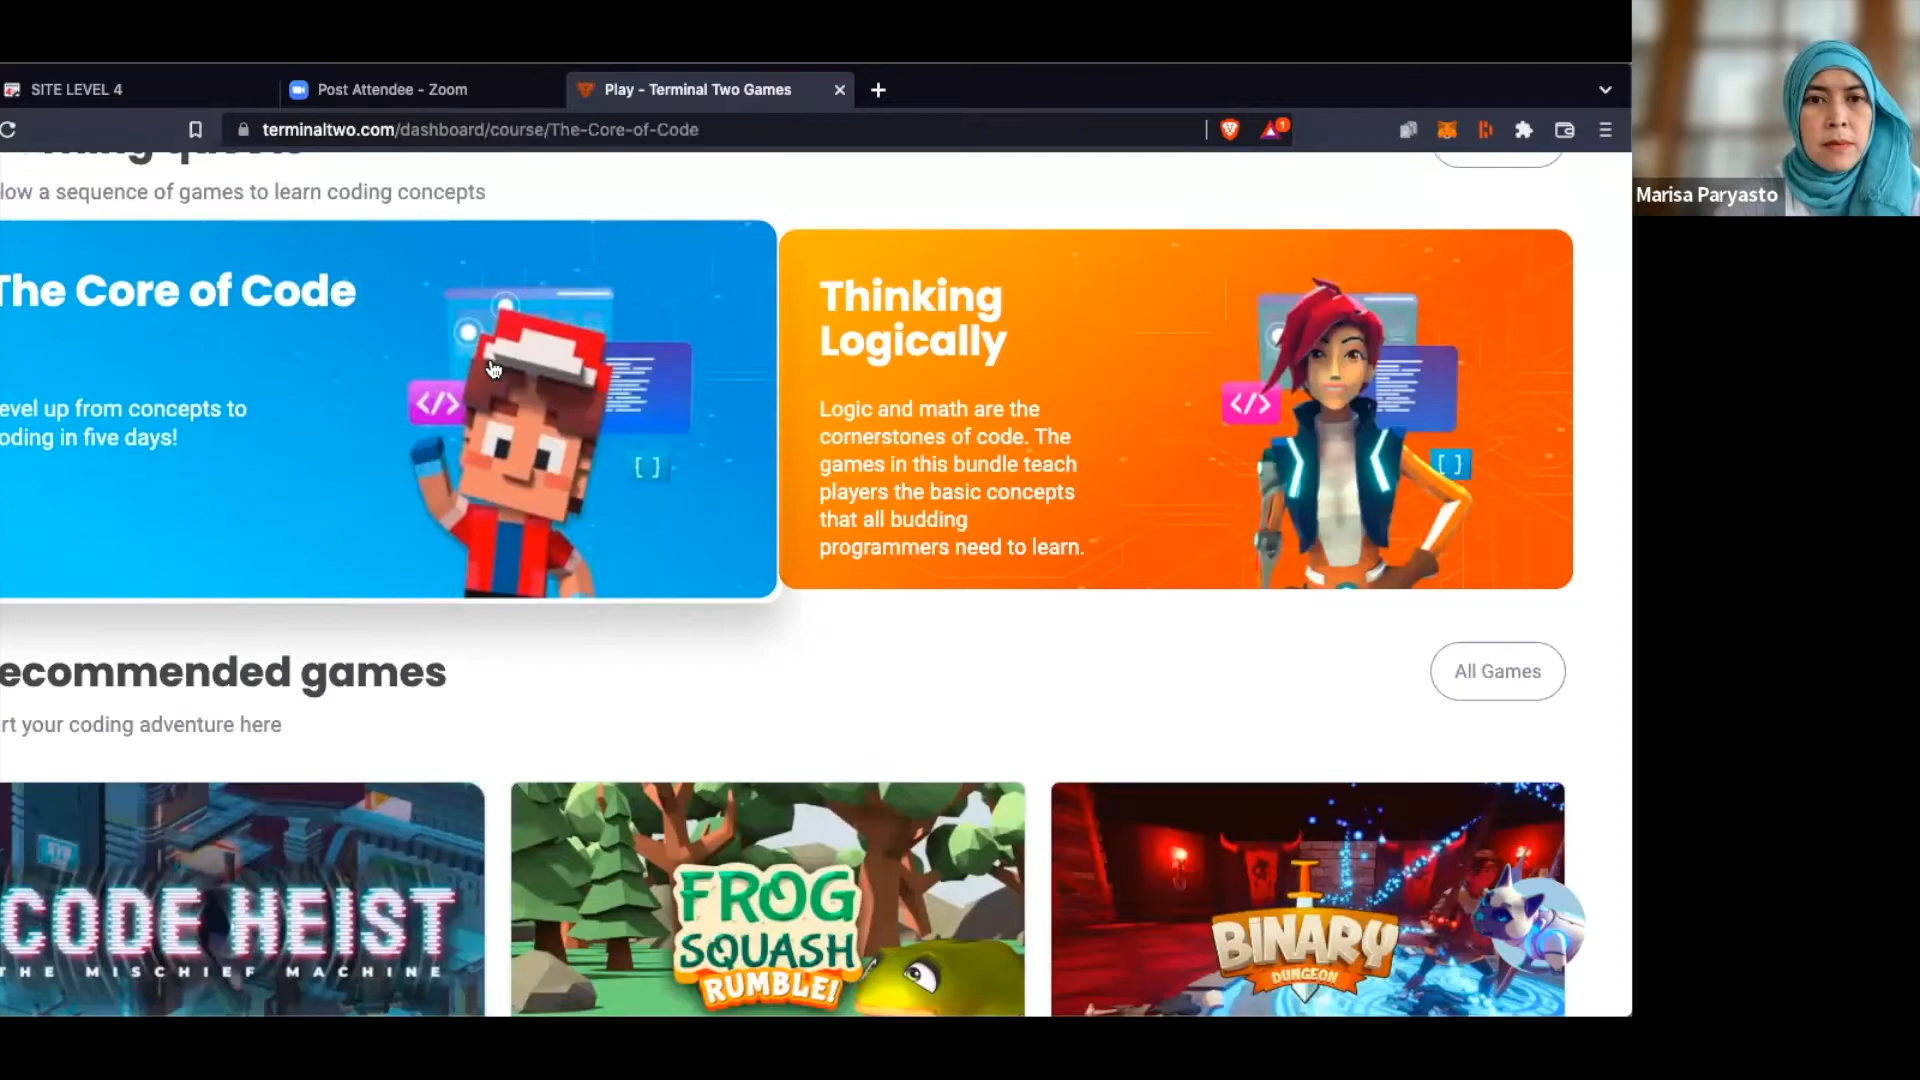 SITE LEVEL 4
Post Attendee - Zoom
Play - Terminal Two Games
terminaltwo.com/dashboard/course/The-Core-of-Code
1
Marisa Paryasto
low a sequence of games to learn coding concepts
The Core of Code
evel up from concepts to
oding in five days!
</>
[ ]
Thinking
Logically
Logic and math are the
cornerstones of code. The
games in this bundle teach
players the basic concepts
that all budding
programmers need to learn.
</>
[ ]
ecommended games
All Games
rt your coding adventure here
CODE HEIST
THE MISCHIEF MACHINE
FROG
SQUASH
RUMBLE!
BINARY
DUNGEON